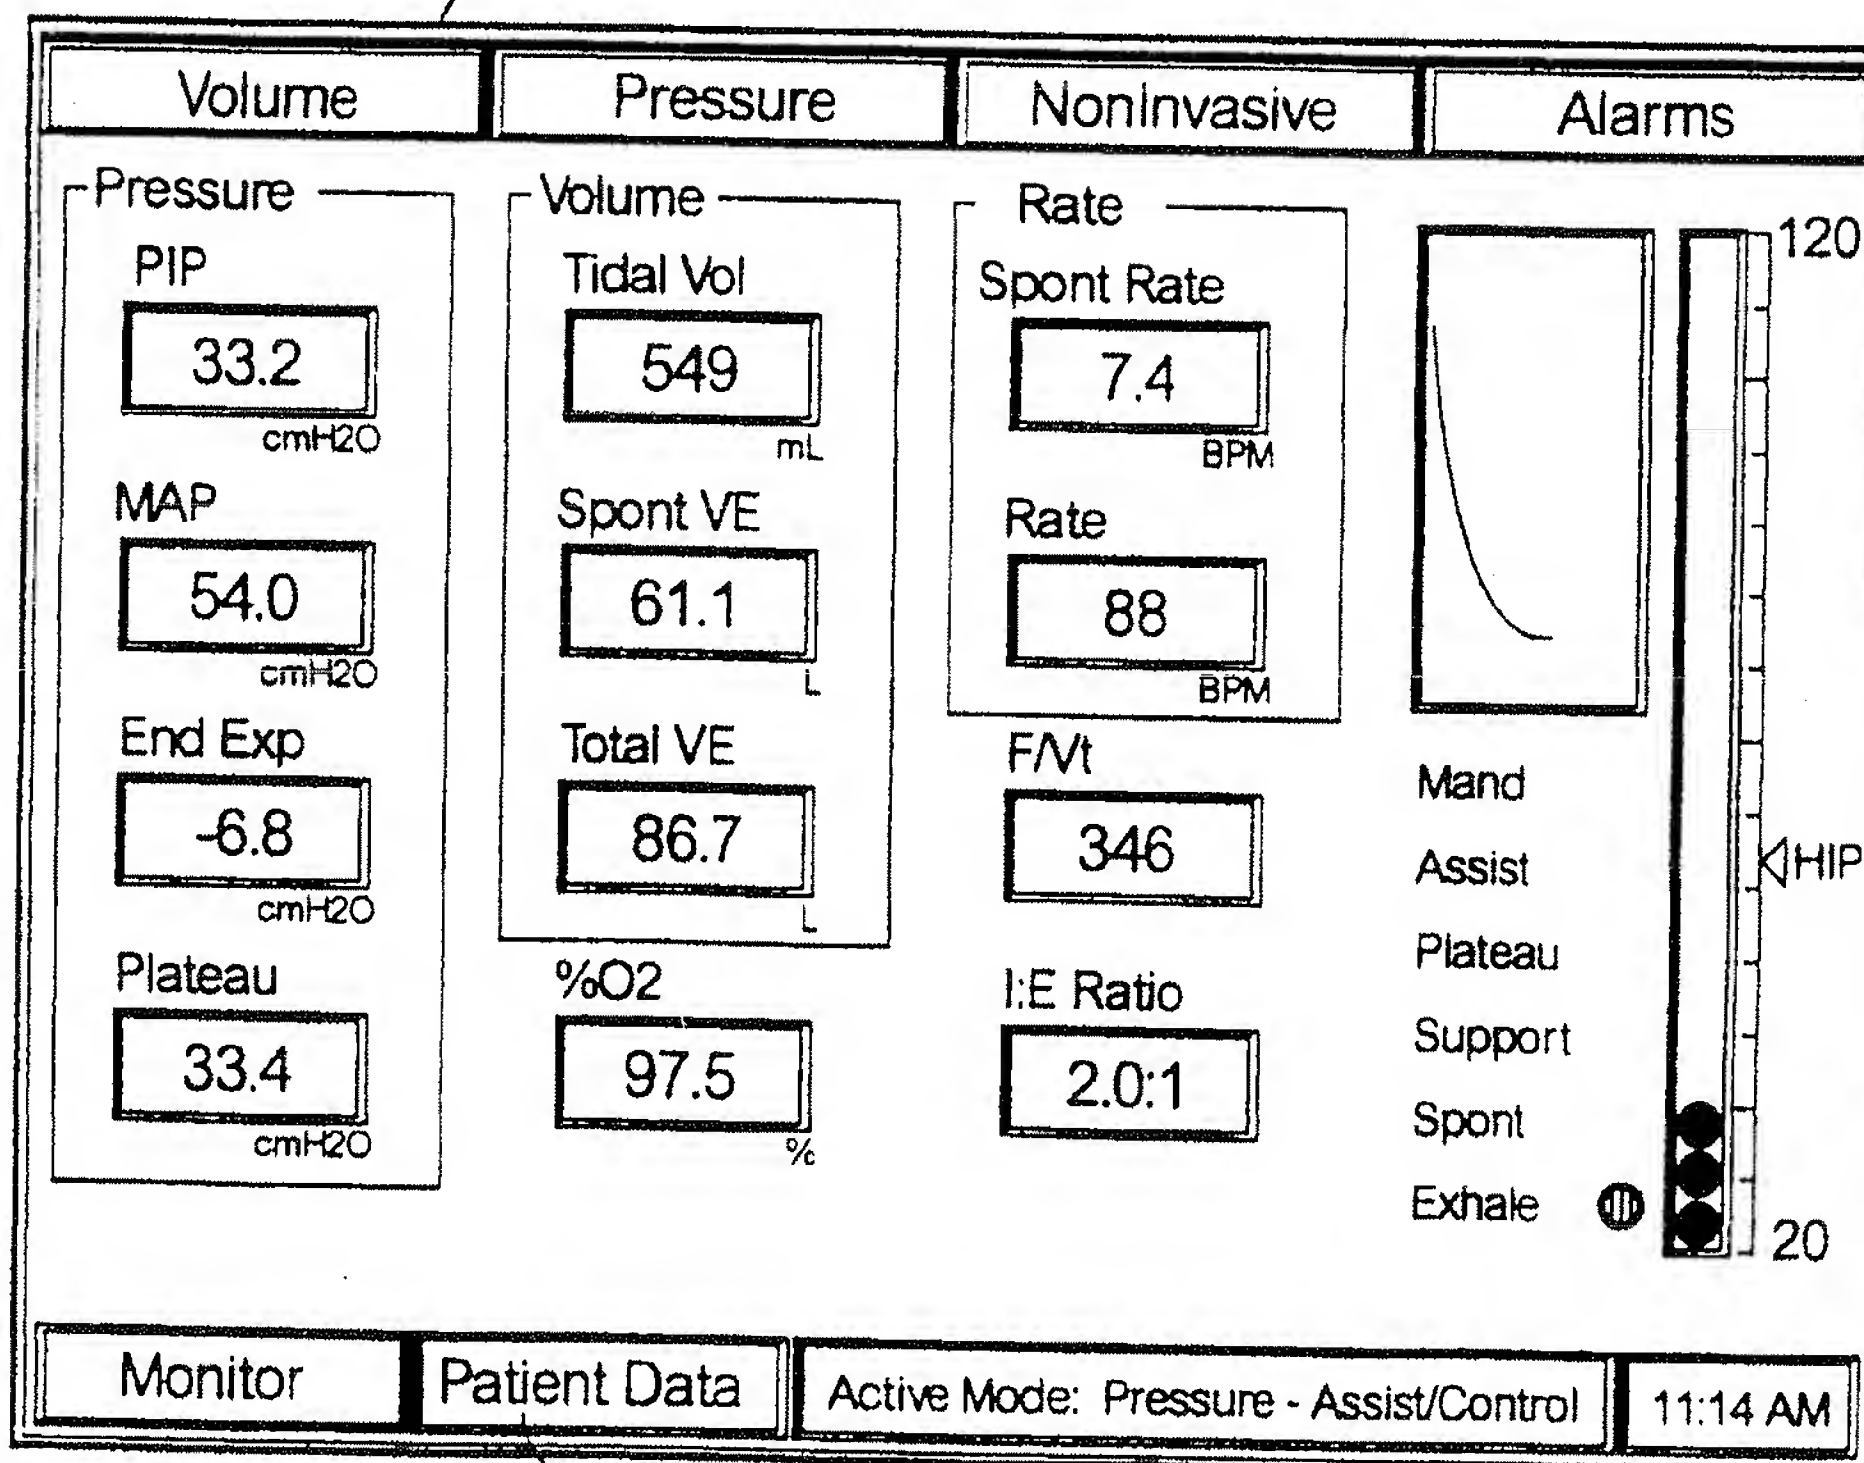 Volume
Pressure
NonInvasive
Alarms
Pressure
PIP
33.2
cmH2O
MAP
54.0
cmH2O
End Exp
-6.8
cmH2O
Plateau
33.4
cmH2O
Volume
Tidal Vol
549
mL
Spont VE
61.1
L
Total VE
86.7
L
%O2
97.5
%
Rate
Spont Rate
7.4
BPM
Rate
88
BPM
F/Vt
346
I:E Ratio
2.0:1
120
Mand
Assist
HIP
Plateau
Support
Spont
Exhale
20
Monitor
Patient Data
Active Mode: Pressure - Assist/Control
11:14 AM